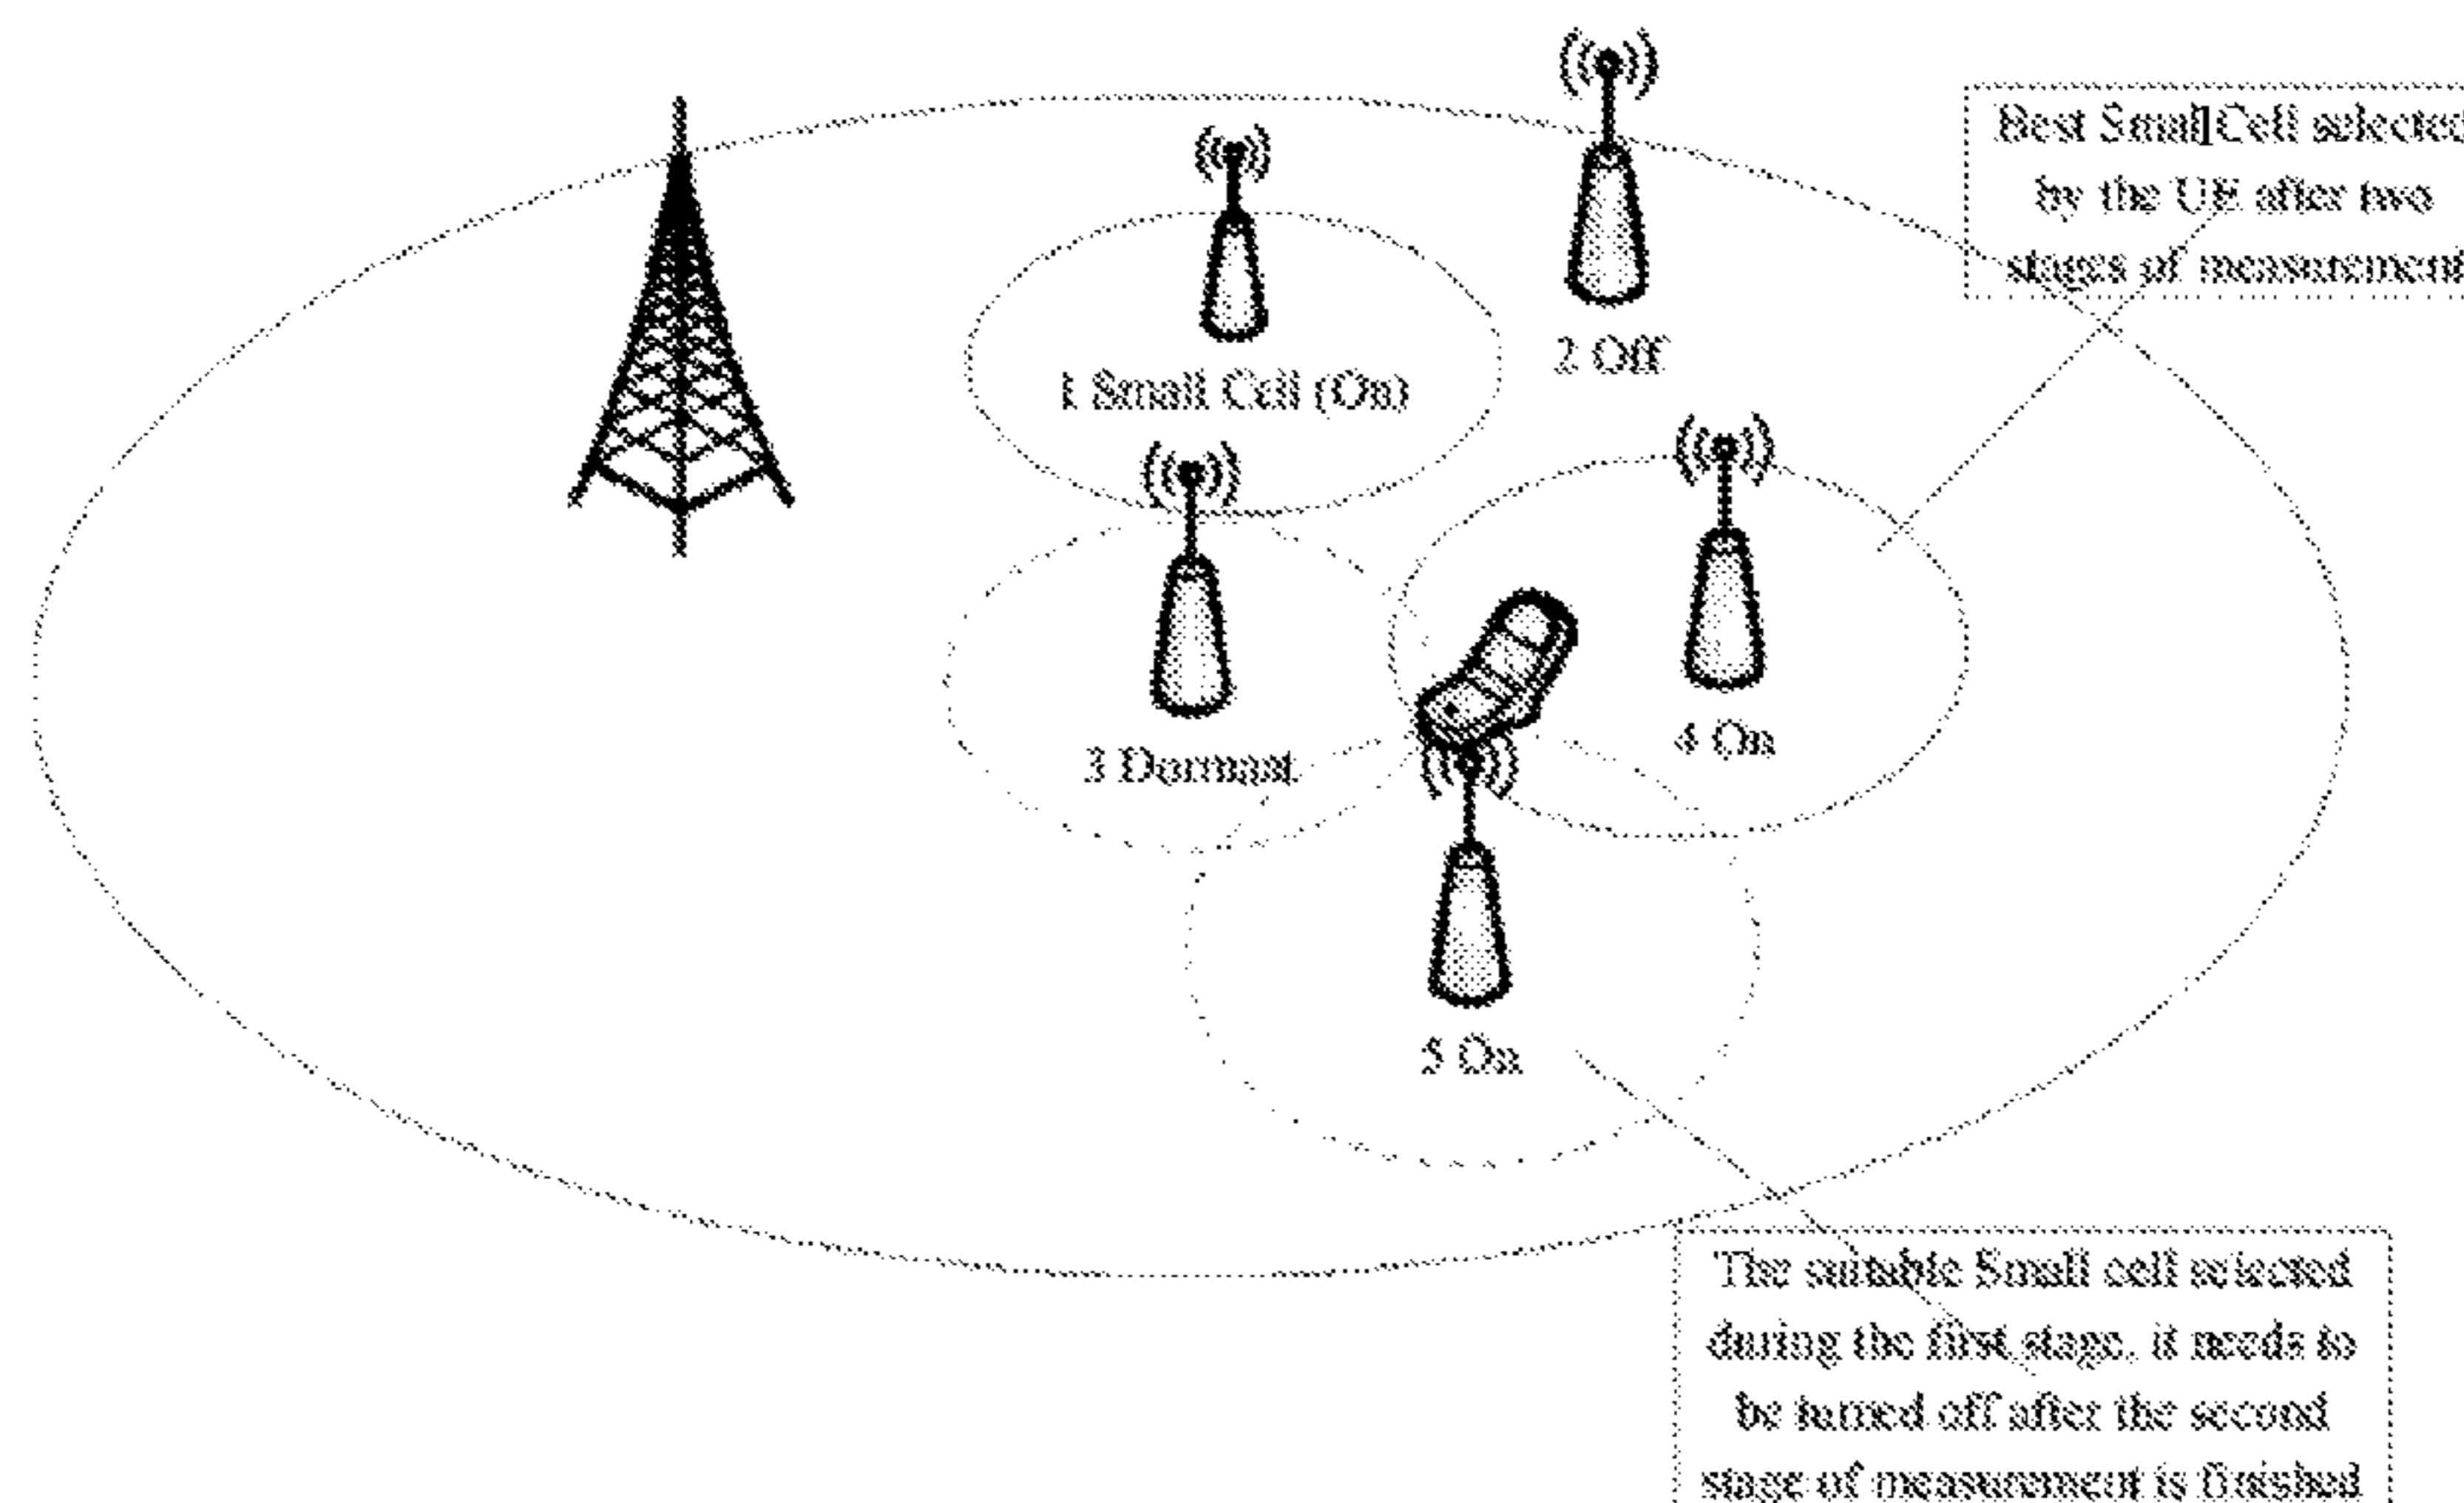 Best Small Cell selected
by the UE after two
stages of measurement
1 Small Cell (On)
2 Off
3 Dormant
4 On
5 On
The suitable Small cell selected
during the first stage, it needs to
be turned off after the second
stage of measurement is finished